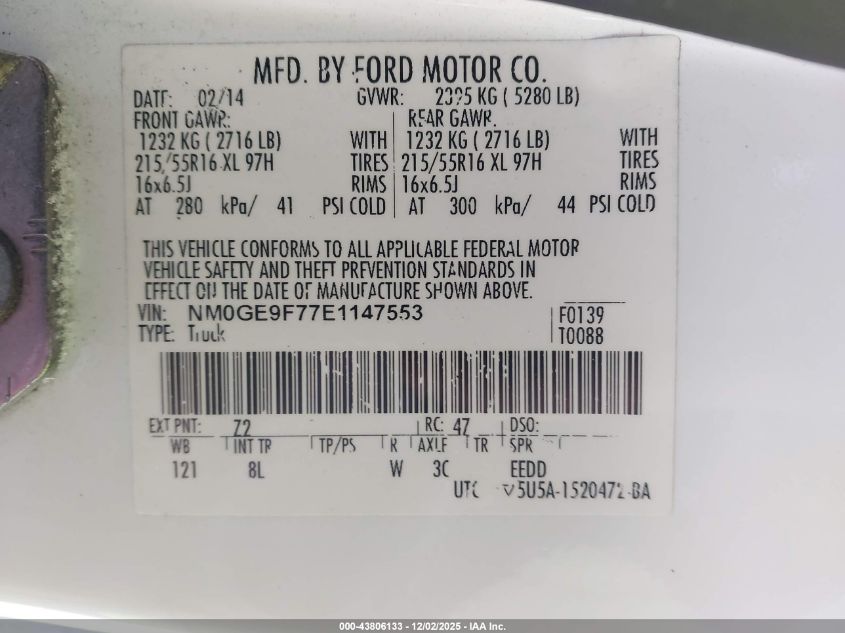 MFD. BY FORD MOTOR CO.
DATE: 02/14 GVWR: 2395 KG ( 5280 LB)
FRONT GAWR: REAR GAWR:
1232 KG ( 2716 LB) WITH 1232 KG ( 2716 LB) WITH
215/55R16 XL 97H TIRES 215/55R16 XL 97H TIRES
16x6.5J RIMS 16x6.5J RIMS
AT 280 kPa/ 41 PSI COLD AT 300 kPa/ 44 PSI COLD
THIS VEHICLE CONFORMS TO ALL APPLICABLE FEDERAL MOTOR
VEHICLE SAFETY AND THEFT PREVENTION STANDARDS IN
EFFECT ON THE DATE OF MANUFACTURE SHOWN ABOVE.
VIN: NM0GE9F77E1147553 F0139
TYPE: Truck T0088
EXT PNT: Z2 RC: 47 DSO:
WB INT TR TP/PS R AXLE TR SPR
121 8L W 3C EEDD
UTC V5U5A-1520472-BA
000-43806133 - 12/02/2025 - IAA Inc.